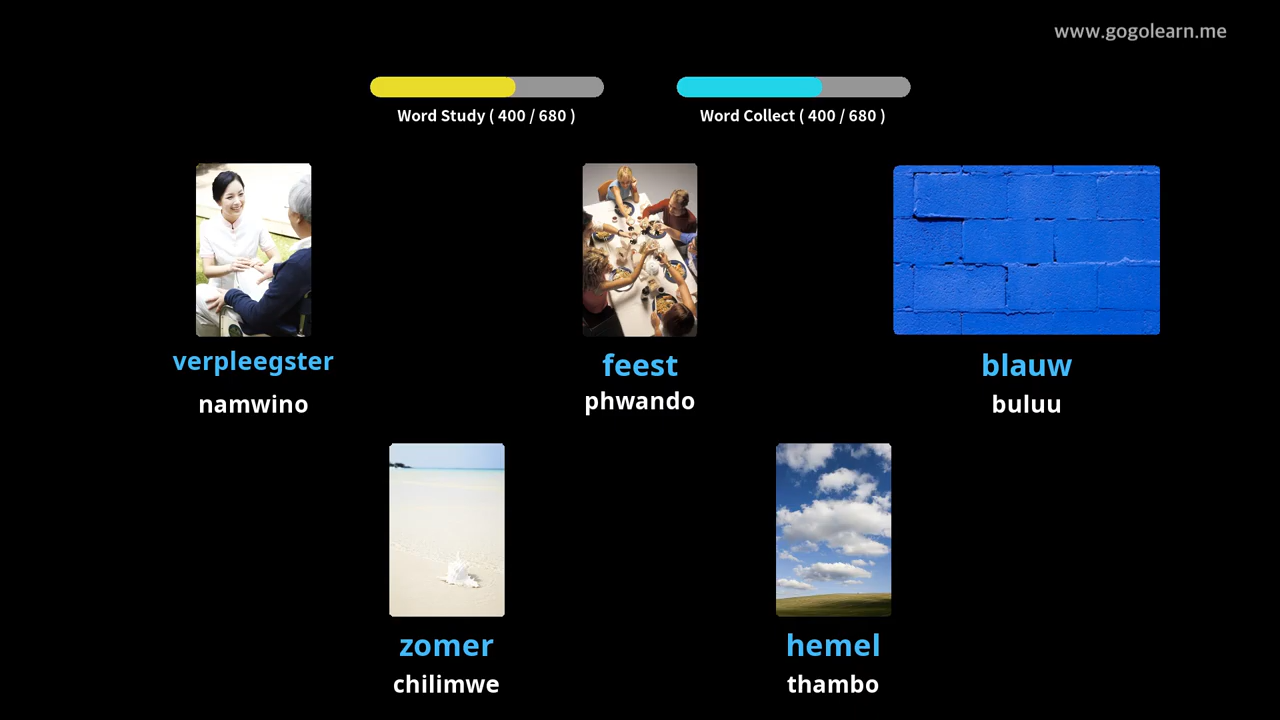 www.gogolearn.me
Word Study ( 400 / 680 )
Word Collect ( 400 / 680 )
verpleegster
namwino
feest
phwando
blauw
buluu
zomer
chilimwe
hemel
thambo